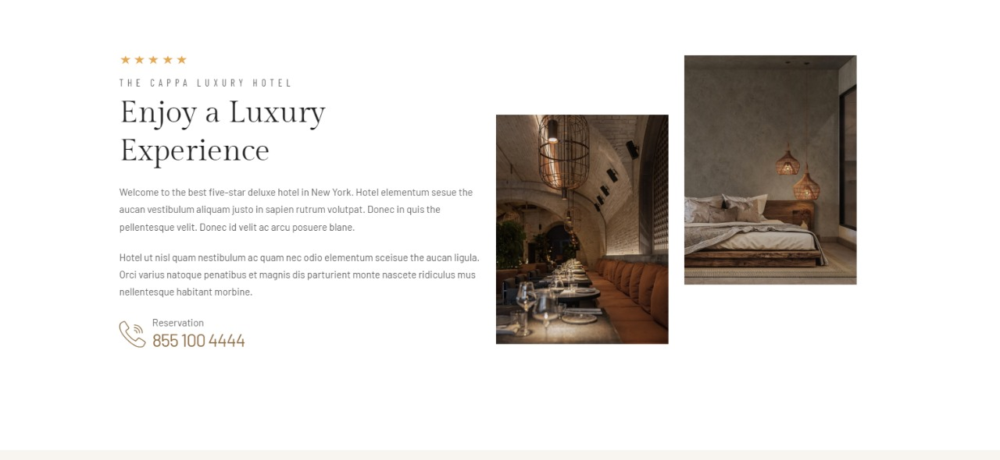 THE CAPPA LUXURY HOTEL
Enjoy a Luxury
Experience
Welcome to the best five-star deluxe hotel in New York. Hotel elementum sesue the
aucan vestibulum aliquam justo in sapien rutrum volutpat. Donec in quis the
pellentesque velit. Donec id velit ac arcu posuere blane.
Hotel ut nisl quam nestibulum ac quam nec odio elementum sceisue the aucan ligula.
Orci varius natoque penatibus et magnis dis parturient monte nascete ridiculus mus
nellentesque habitant morbine.
Reservation
855 100 4444